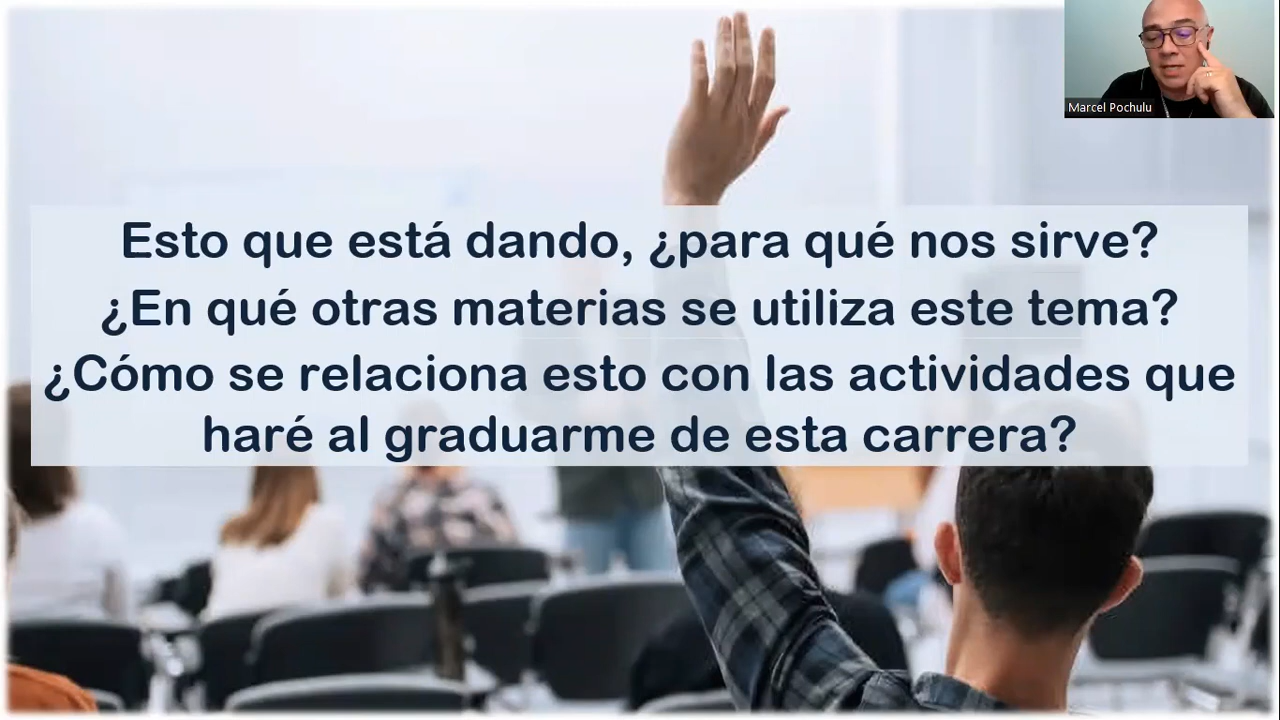 Marcel Pochulu
Esto que está dando, ¿para qué nos sirve?
¿En qué otras materias se utiliza este tema?
¿Cómo se relaciona esto con las actividades que
haré al graduarme de esta carrera?